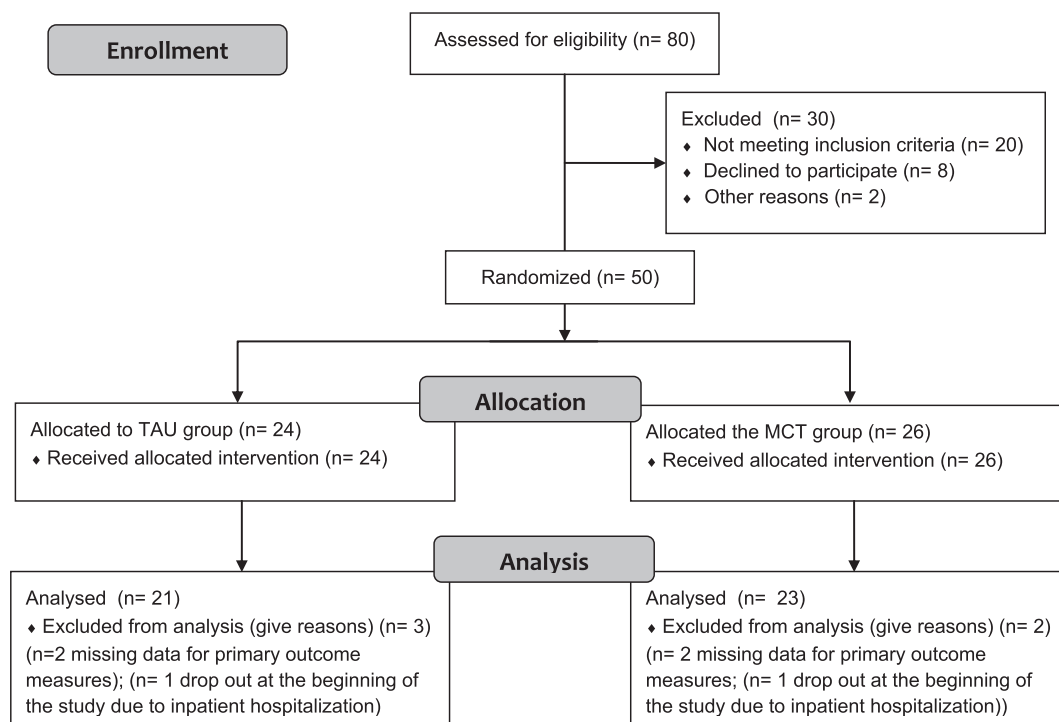 Enrollment
Assessed for eligibility (n= 80)
Excluded (n= 30)
♦ Not meeting inclusion criteria (n= 20)
♦ Declined to participate (n= 8)
♦ Other reasons (n= 2)
Randomized (n= 50)
Allocation
Allocated to TAU group (n= 24)
♦ Received allocated intervention (n= 24)
Allocated the MCT group (n= 26)
♦ Received allocated intervention (n= 26)
Analysis
Analysed (n= 21)
♦ Excluded from analysis (give reasons) (n= 3)
(n=2 missing data for primary outcome
measures); (n= 1 drop out at the beginning of
the study due to inpatient hospitalization)
Analysed (n= 23)
♦ Excluded from analysis (give reasons) (n= 2)
(n= 2 missing data for primary outcome
measures; (n= 1 drop out at the beginning of
the study due to inpatient hospitalization))